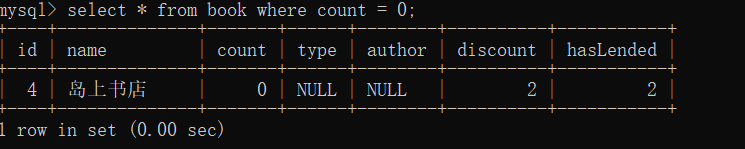 mysql> select * from book where count = 0;
+----+--------------+-------+------+--------+----------+-----------+
| id | name         | count | type | author | discount | hasLended |
+----+--------------+-------+------+--------+----------+-----------+
|  4 | 岛上书店     |     0 | NULL | NULL   |        2 |         2 |
+----+--------------+-------+------+--------+----------+-----------+
1 row in set (0.00 sec)